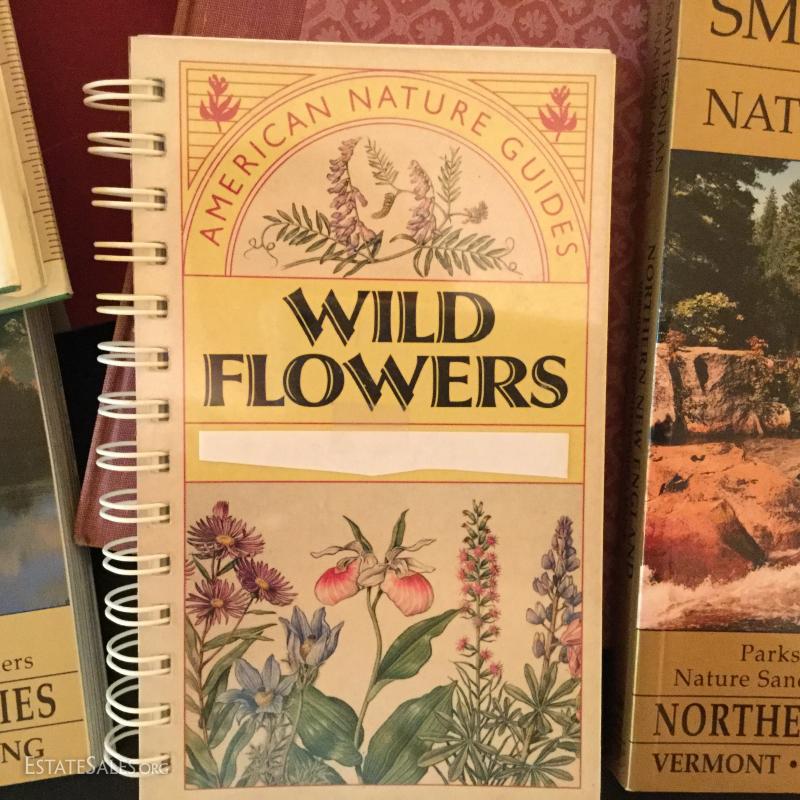 AMERICAN NATURE GUIDES
WILD
FLOWERS
SM
NAT
SMITHSONIAN
NORTHERN NEW ENGLAND
Parks
Nature Sanc
NORTHE
VERMONT •
ers
IES
NG
ESTATESALES.ORG